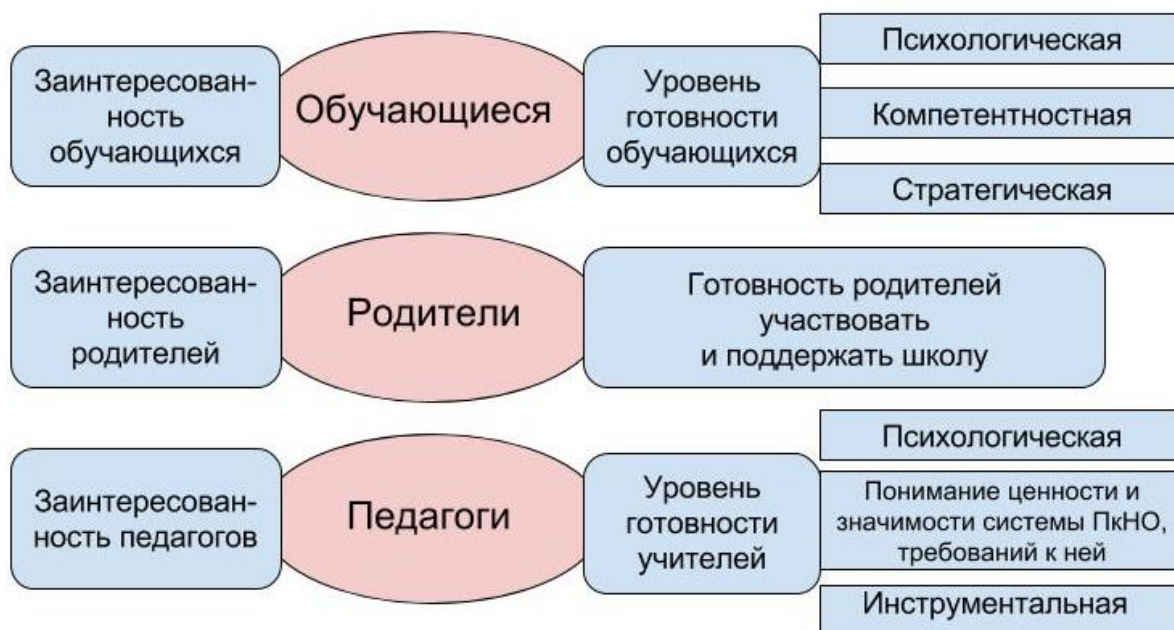 Заинтересован-
ность
обучающихся
Обучающиеся
Уровень
готовности
обучающихся
Психологическая
Компетентностная
Стратегическая
Заинтересован-
ность
родителей
Родители
Готовность родителей
участвовать
и поддержать школу
Заинтересован-
ность педагогов
Педагоги
Уровень
готовности
учителей
Психологическая
Понимание ценности и
значимости системы ПкНО,
требований к ней
Инструментальная